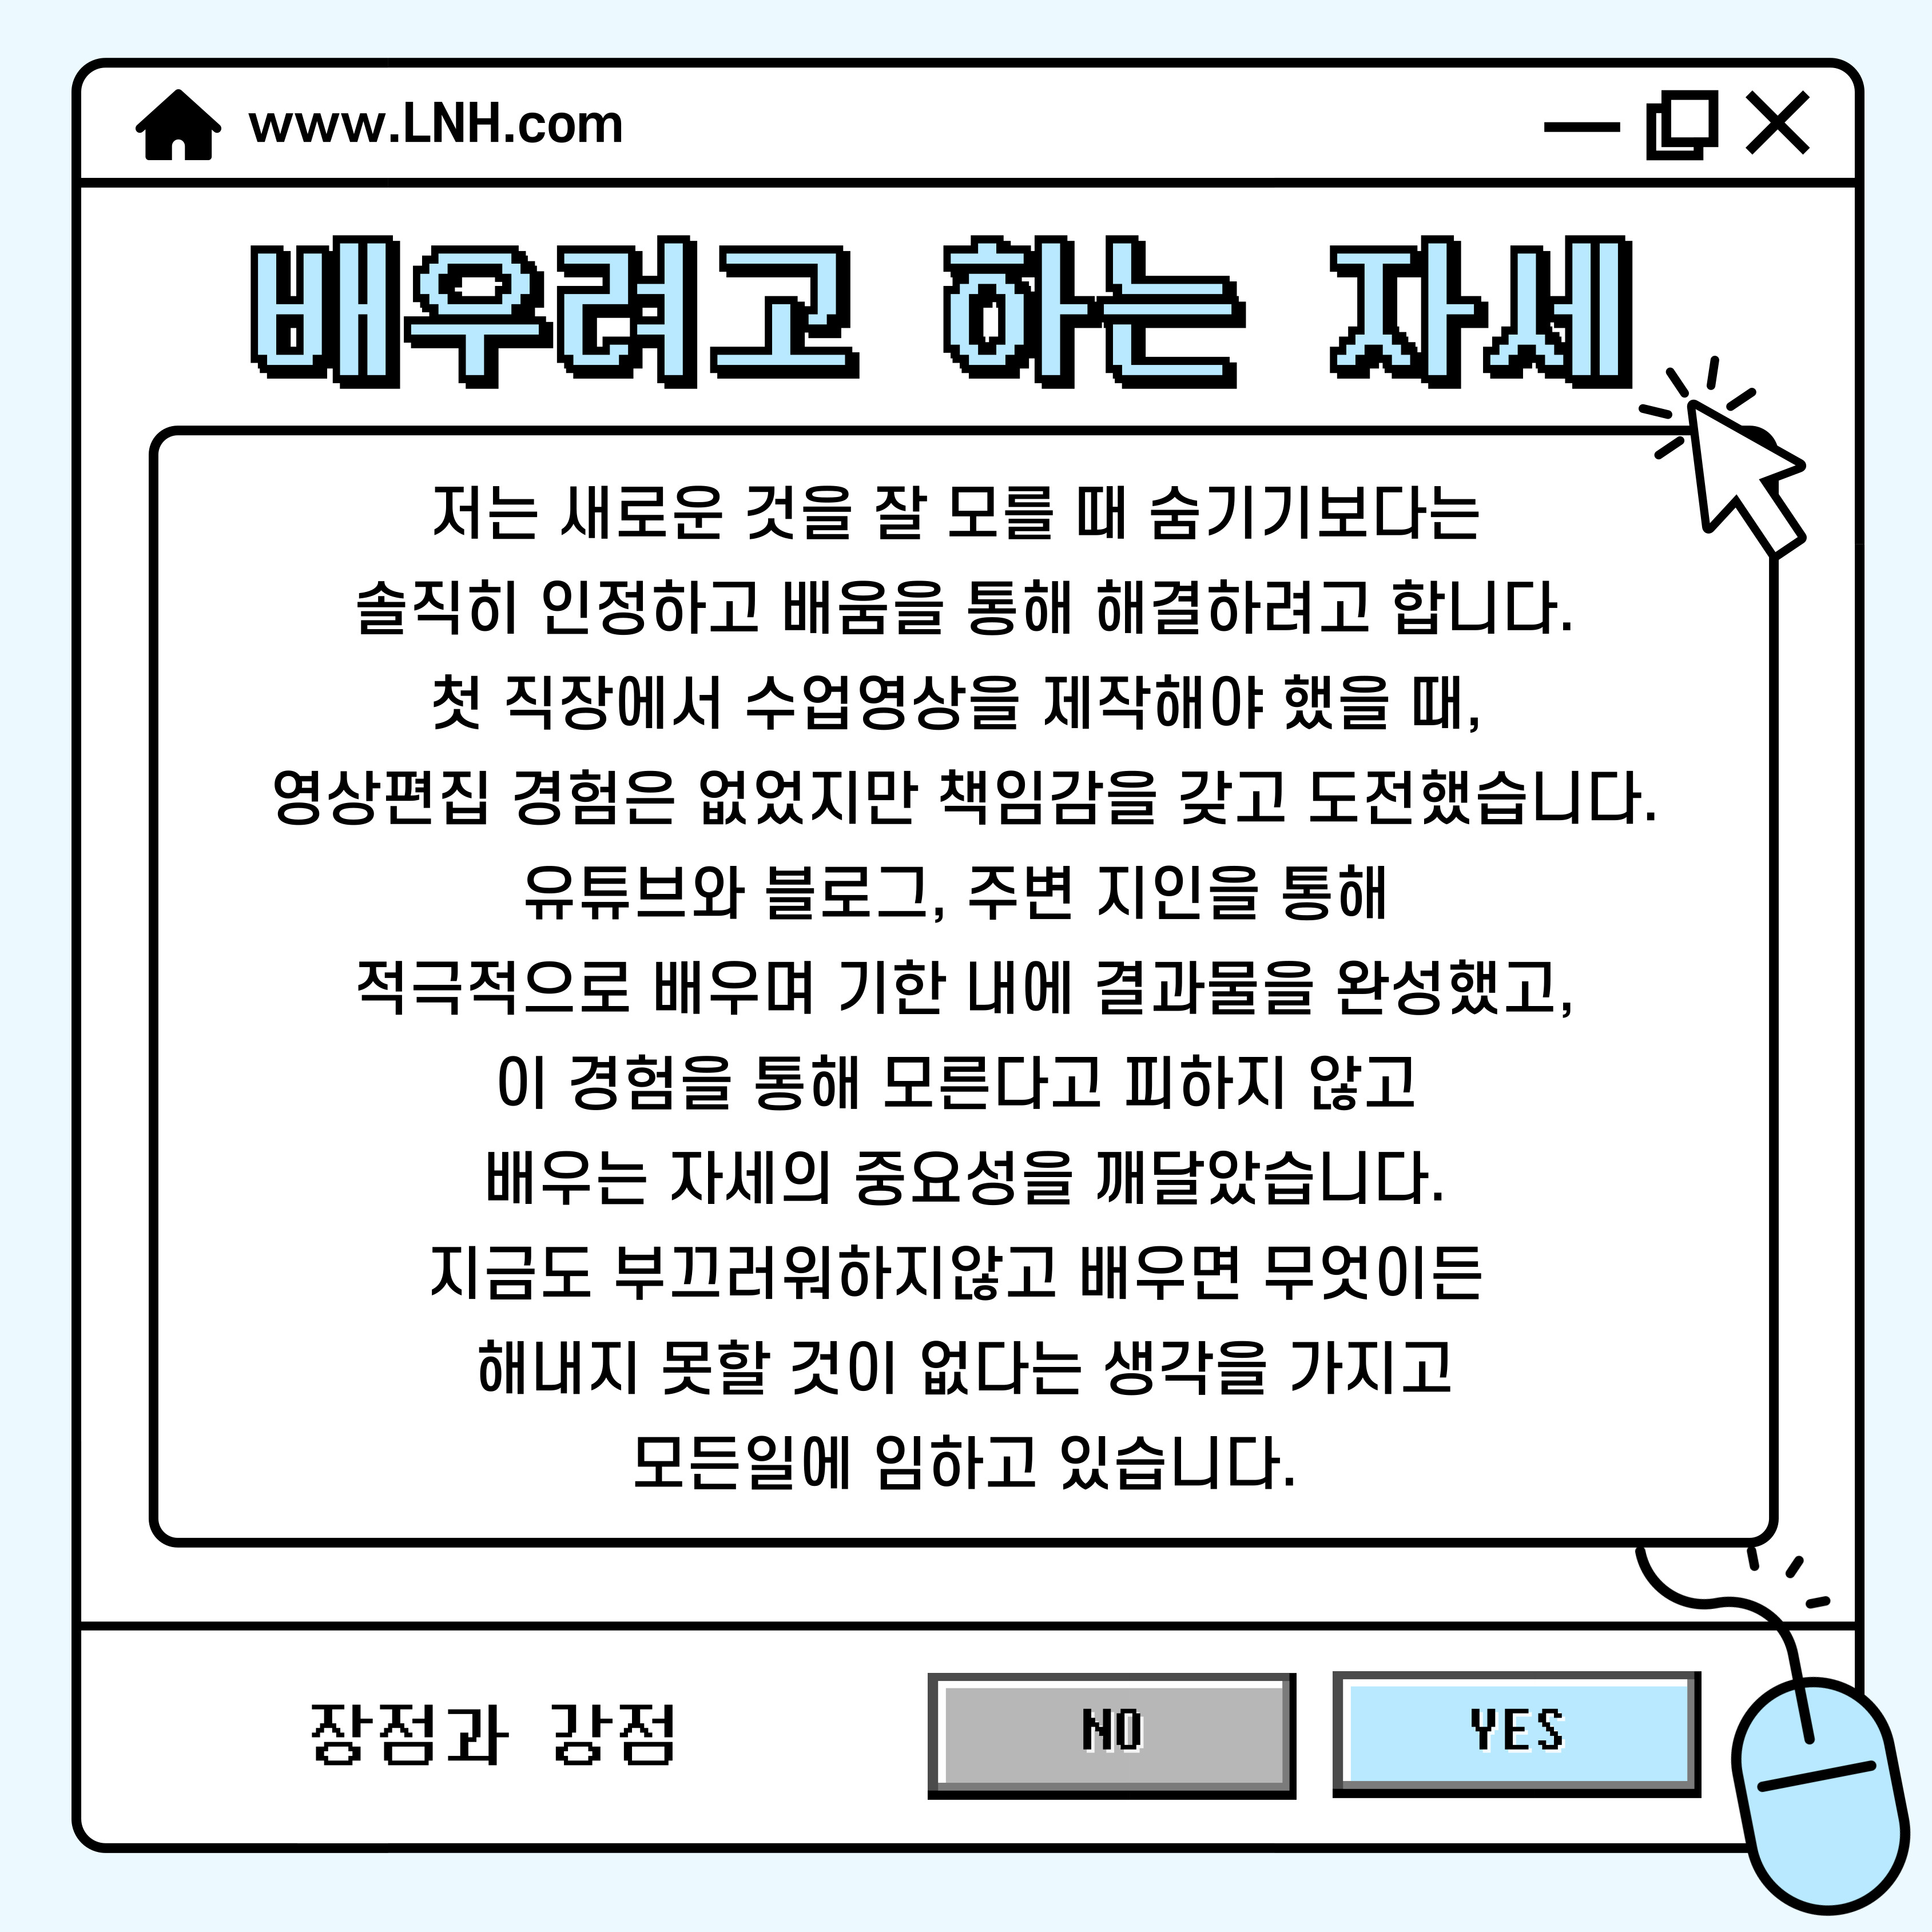 www.LNH.com
배우려고 하는 자세
저는 새로운 것을 잘 모를 때 숨기기보다는
솔직히 인정하고 배움을 통해 해결하려고 합니다.
첫 직장에서 수업영상을 제작해야 했을 때,
영상편집 경험은 없었지만 책임감을 갖고 도전했습니다.
유튜브와 블로그, 주변 지인을 통해
적극적으로 배우며 기한 내에 결과물을 완성했고,
이 경험을 통해 모른다고 피하지 않고
배우는 자세의 중요성을 깨달았습니다.
지금도 부끄러워하지않고 배우면 무엇이든
해내지 못할 것이 없다는 생각을 가지고
모든일에 임하고 있습니다.
장점과 강점
NO
YES